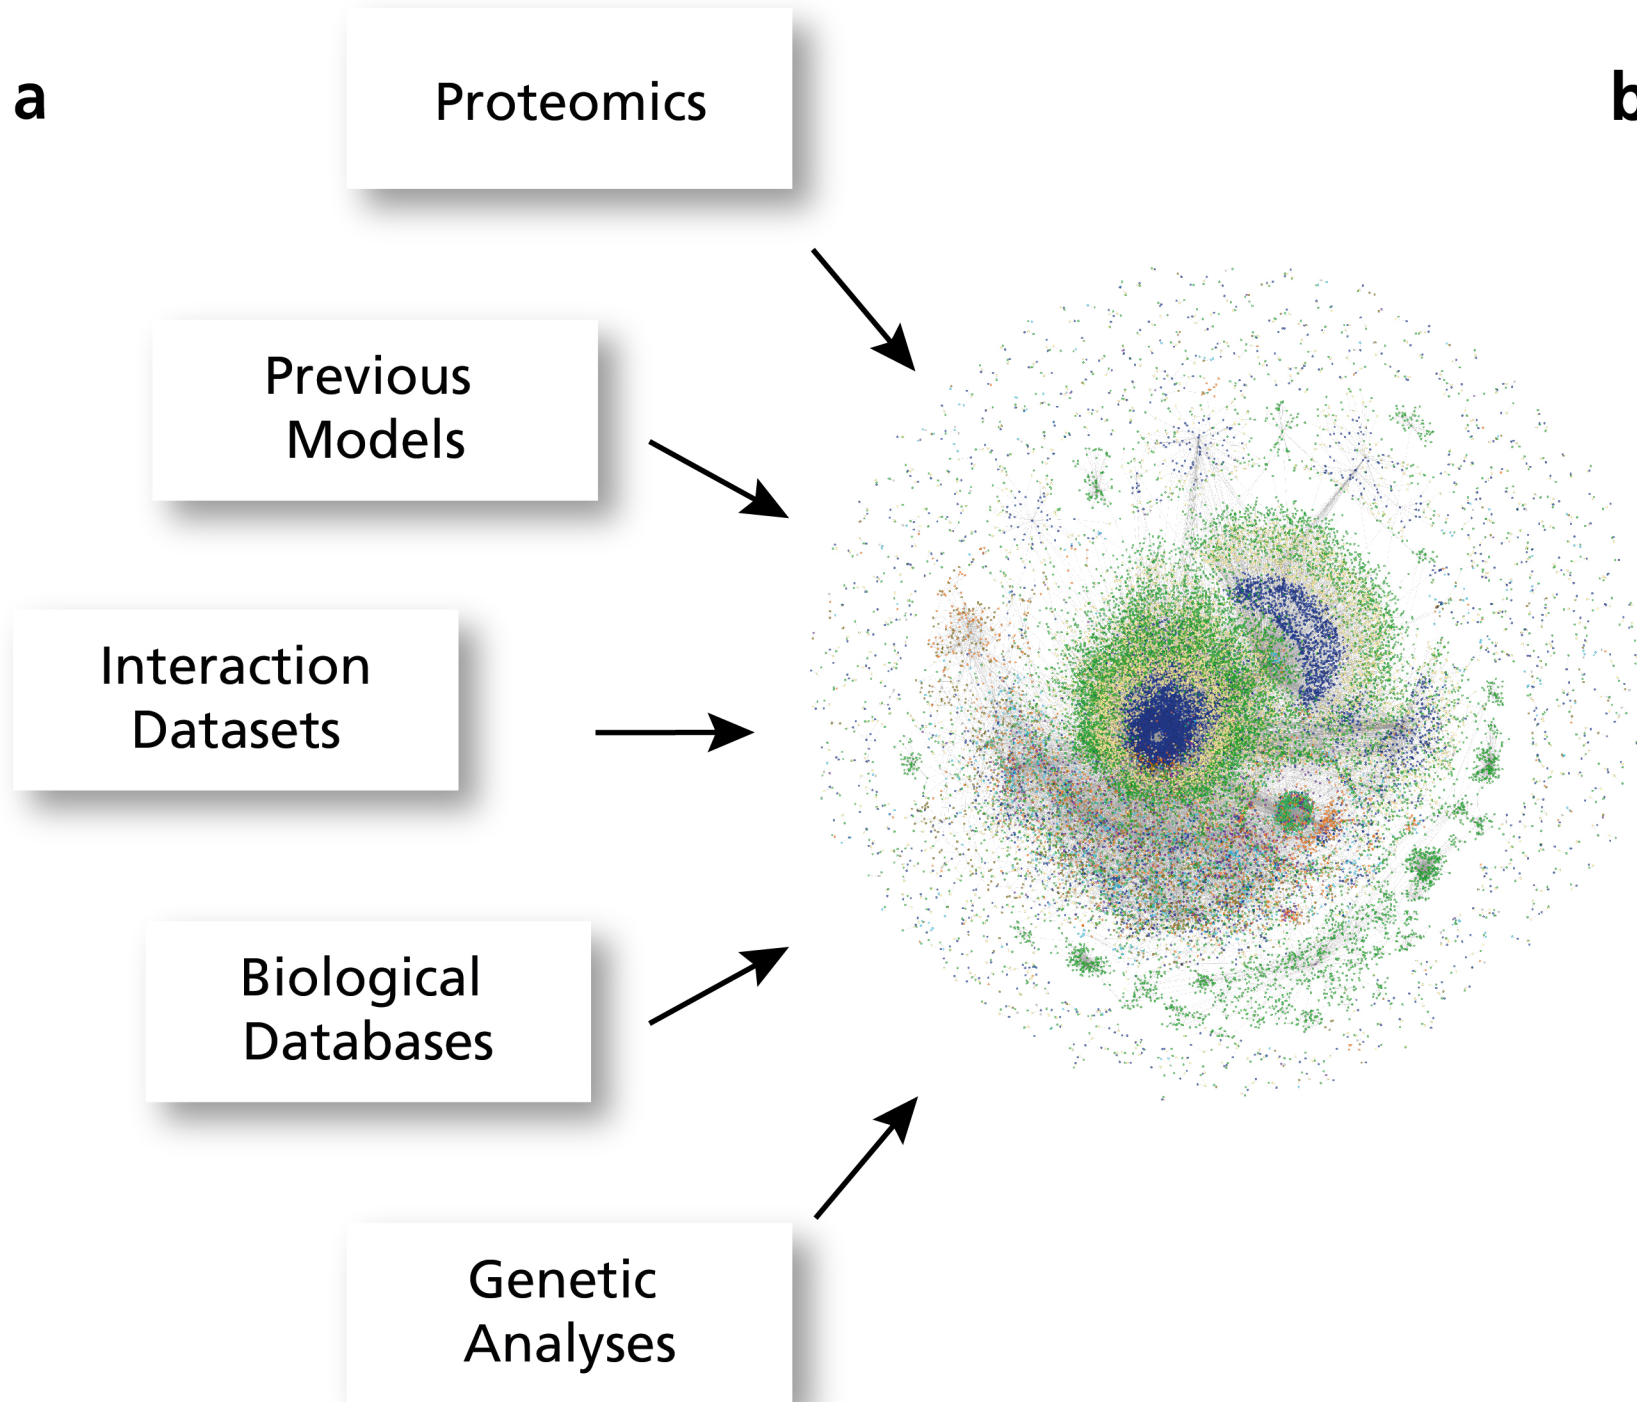 a
b
Proteomics
Previous
Models
Interaction
Datasets
Biological
Databases
Genetic
Analyses